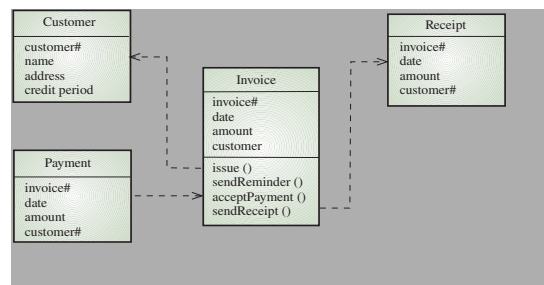 Customer
customer#
name
address
credit period
Receipt
invoice#
date
amount
customer#
Invoice
invoice#
date
amount
customer
issue ()
sendReminder ()
acceptPayment ()
sendReceipt ()
Payment
invoice#
date
amount
customer#